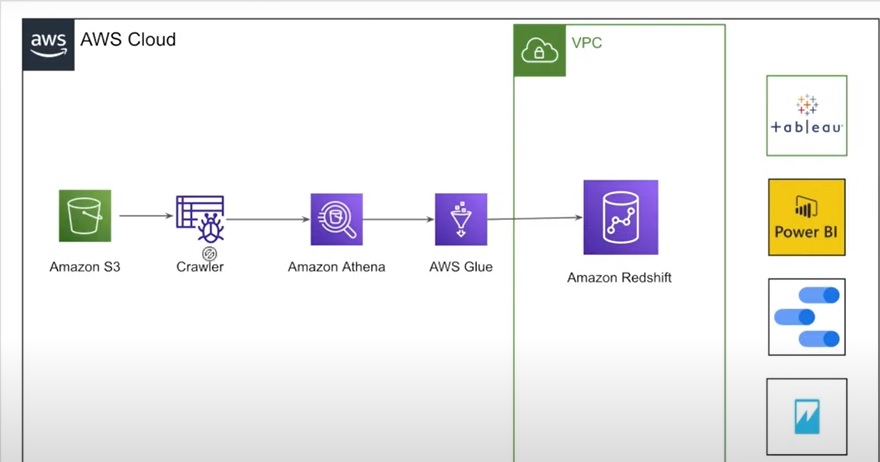 aws
AWS Cloud
VPC
+ableau
Power BI
Amazon S3
Crawler
Amazon Athena
AWS Glue
Amazon Redshift